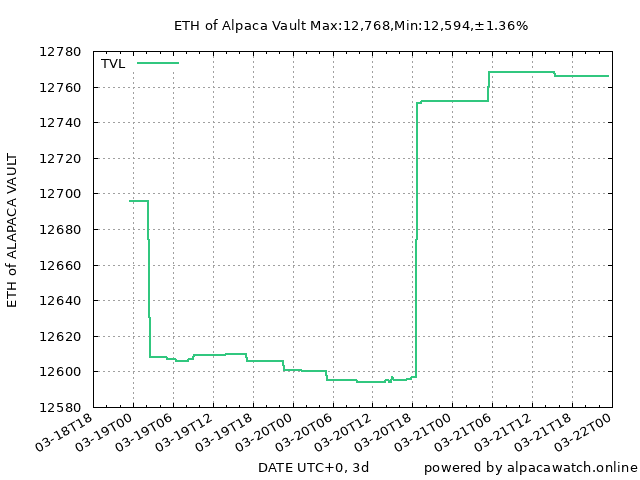 ETH of Alpaca Vault Max:12,768,Min:12,594,±1.36%
TVL
12780
12760
12740
12720
12700
12680
12660
12640
12620
12600
12580
ETH of ALAPACA VAULT
03-18T18
03-19T00
03-19T06
03-19T12
03-19T18
03-20T00
03-20T06
03-20T12
03-20T18
03-21T00
03-21T06
03-21T12
03-21T18
03-22T00
DATE UTC+0, 3d
powered by alpacawatch.online